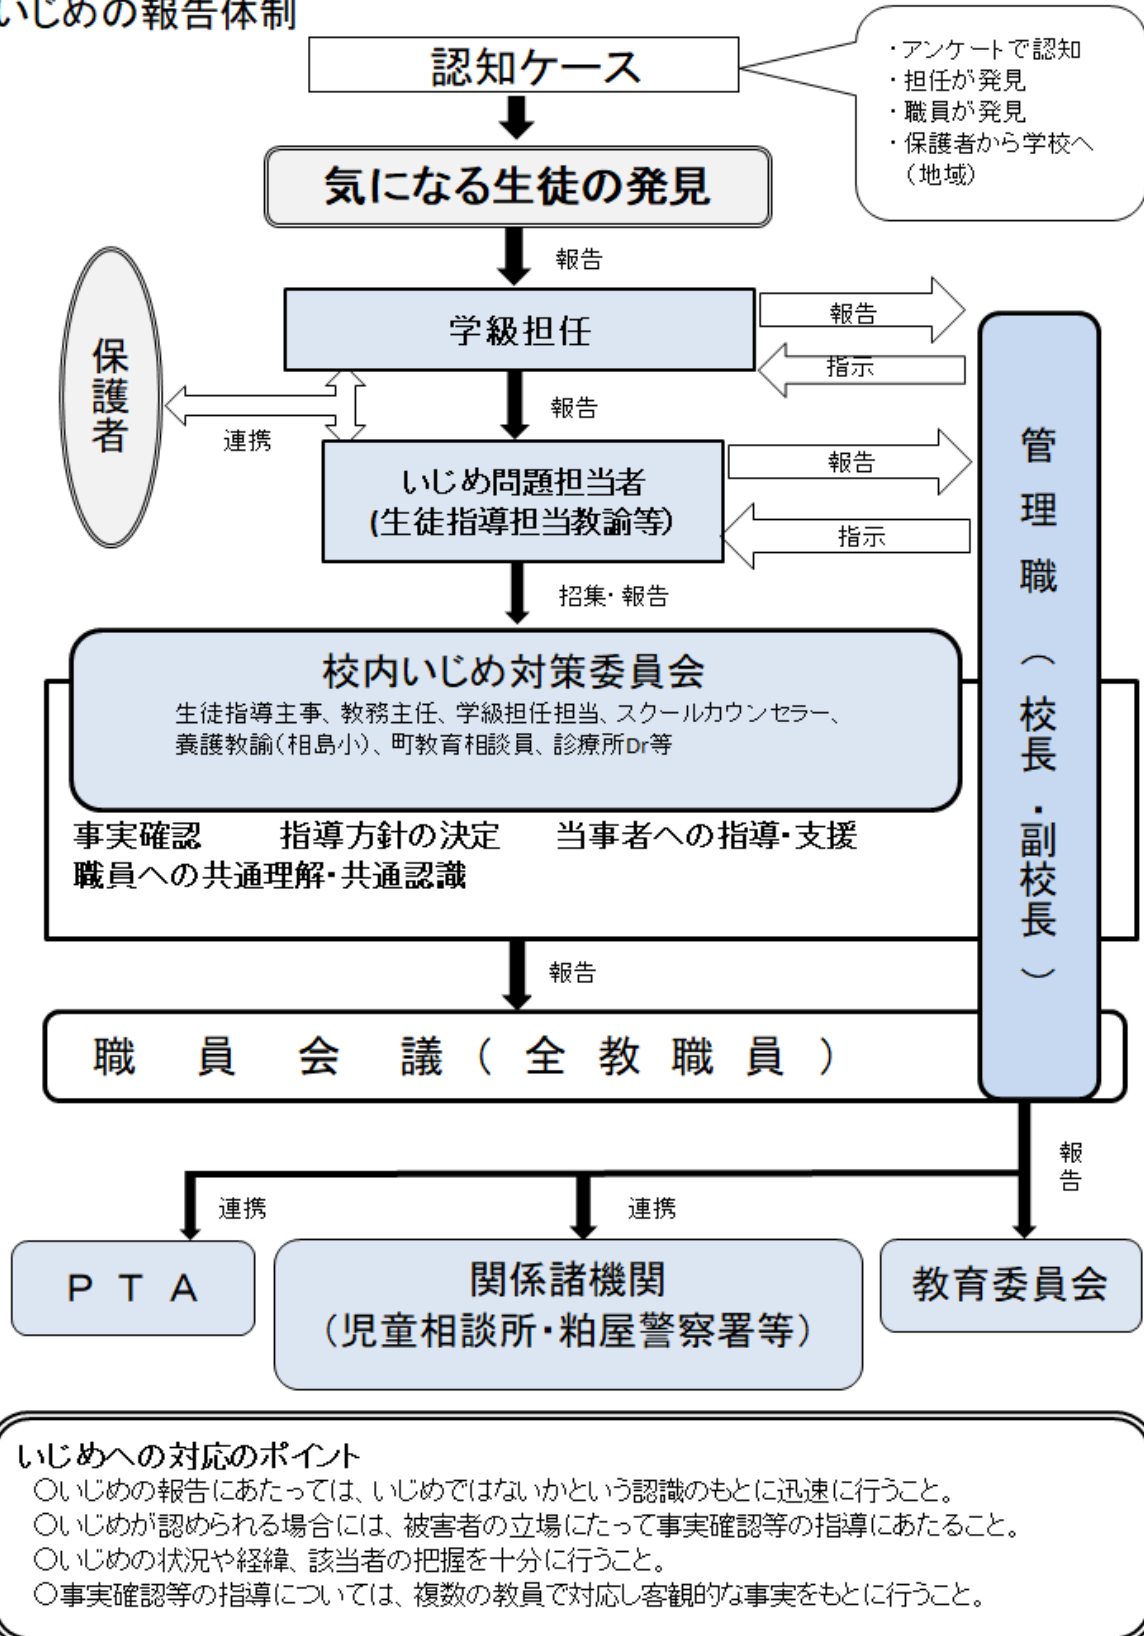 いじめの報告体制
認知ケース
・アンケートで認知
・担任が発見
・職員が発見
・保護者から学校へ
（地域）
気になる生徒の発見
報告
学級担任
報告
指示
保護者
連携
報告
いじめ問題担当者
(生徒指導担当教諭等)
報告
指示
管理職（校長・副校長）
招集・報告
校内いじめ対策委員会
生徒指導主事、教務主任、学級担任担当、スクールカウンセラー、
養護教諭（相島小）、町教育相談員、診療所Dr等
事実確認　指導方針の決定　当事者への指導・支援
職員への共通理解・共通認識
報告
職員会議（全教職員）
報告
連携
連携
ＰＴＡ
関係諸機関
（児童相談所・粕屋警察署等）
教育委員会
いじめへの対応のポイント
○いじめの報告にあたっては、いじめではないかという認識のもとに迅速に行うこと。
○いじめが認められる場合には、被害者の立場にたって事実確認等の指導にあたること。
○いじめの状況や経緯、該当者の把握を十分に行うこと。
○事実確認等の指導については、複数の教員で対応し客観的な事実をもとに行うこと。